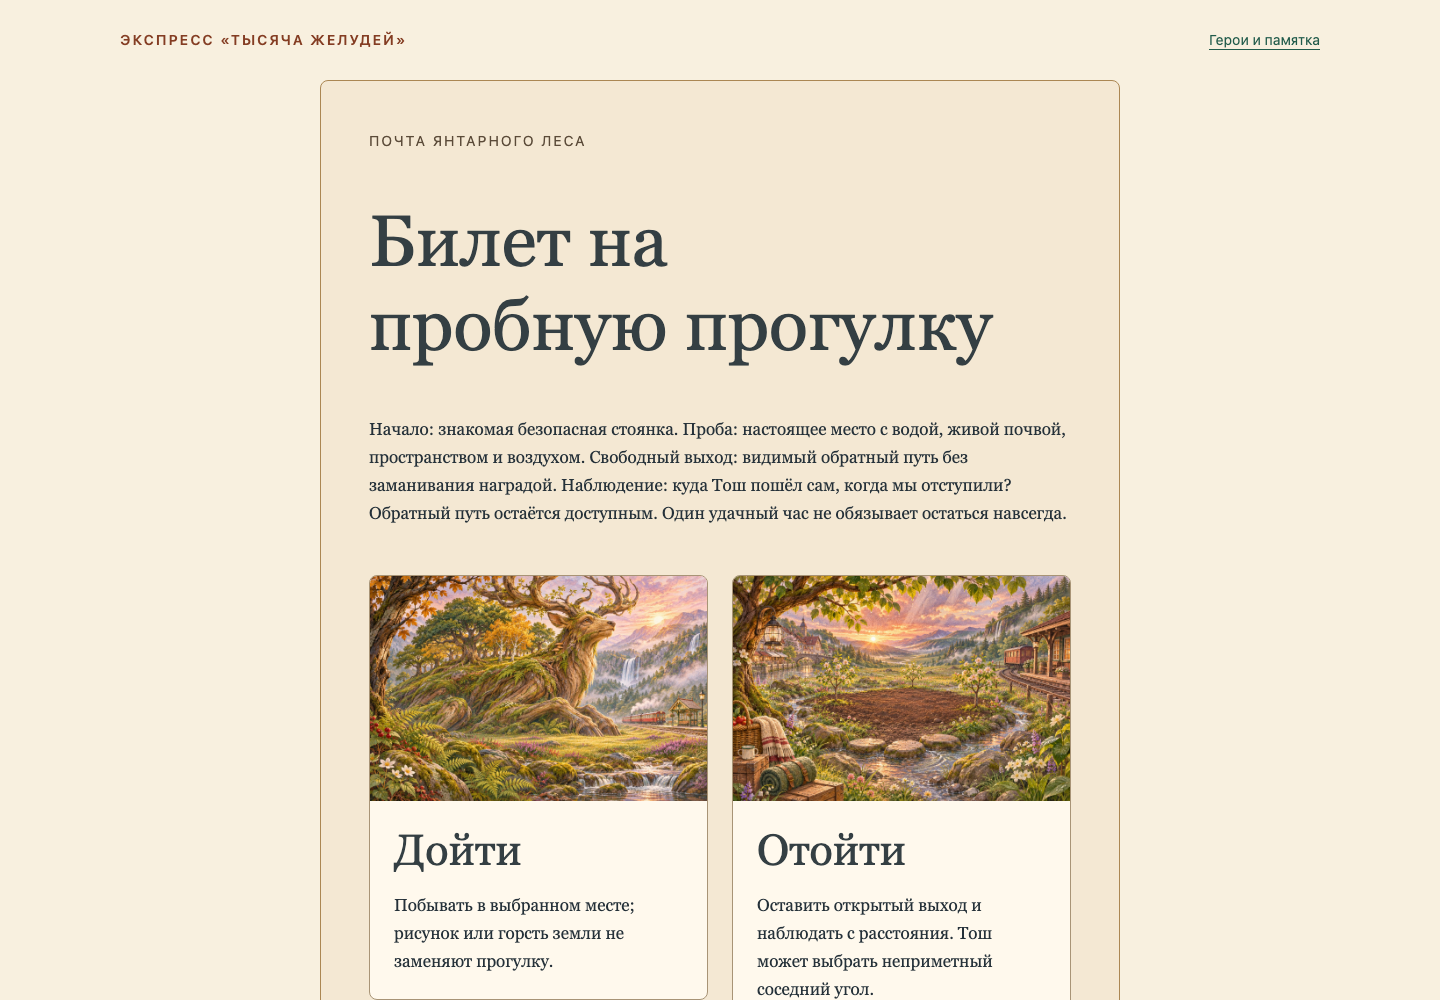 ЭКСПРЕСС «ТЫСЯЧА ЖЕЛУДЕЙ»
Герои и памятка
ПОЧТА ЯНТАРНОГО ЛЕСА
Билет на
пробную прогулку
Начало: знакомая безопасная стоянка. Проба: настоящее место с водой, живой почвой,
пространством и воздухом. Свободный выход: видимый обратный путь без
заманивания наградой. Наблюдение: куда Тош пошёл сам, когда мы отступили?
Обратный путь остаётся доступным. Один удачный час не обязывает остаться навсегда.
Дойти
Побывать в выбранном месте;
рисунок или горсть земли не
заменяют прогулку.
Отойти
Оставить открытый выход и
наблюдать с расстояния. Тош
может выбрать неприметный
соседний угол.